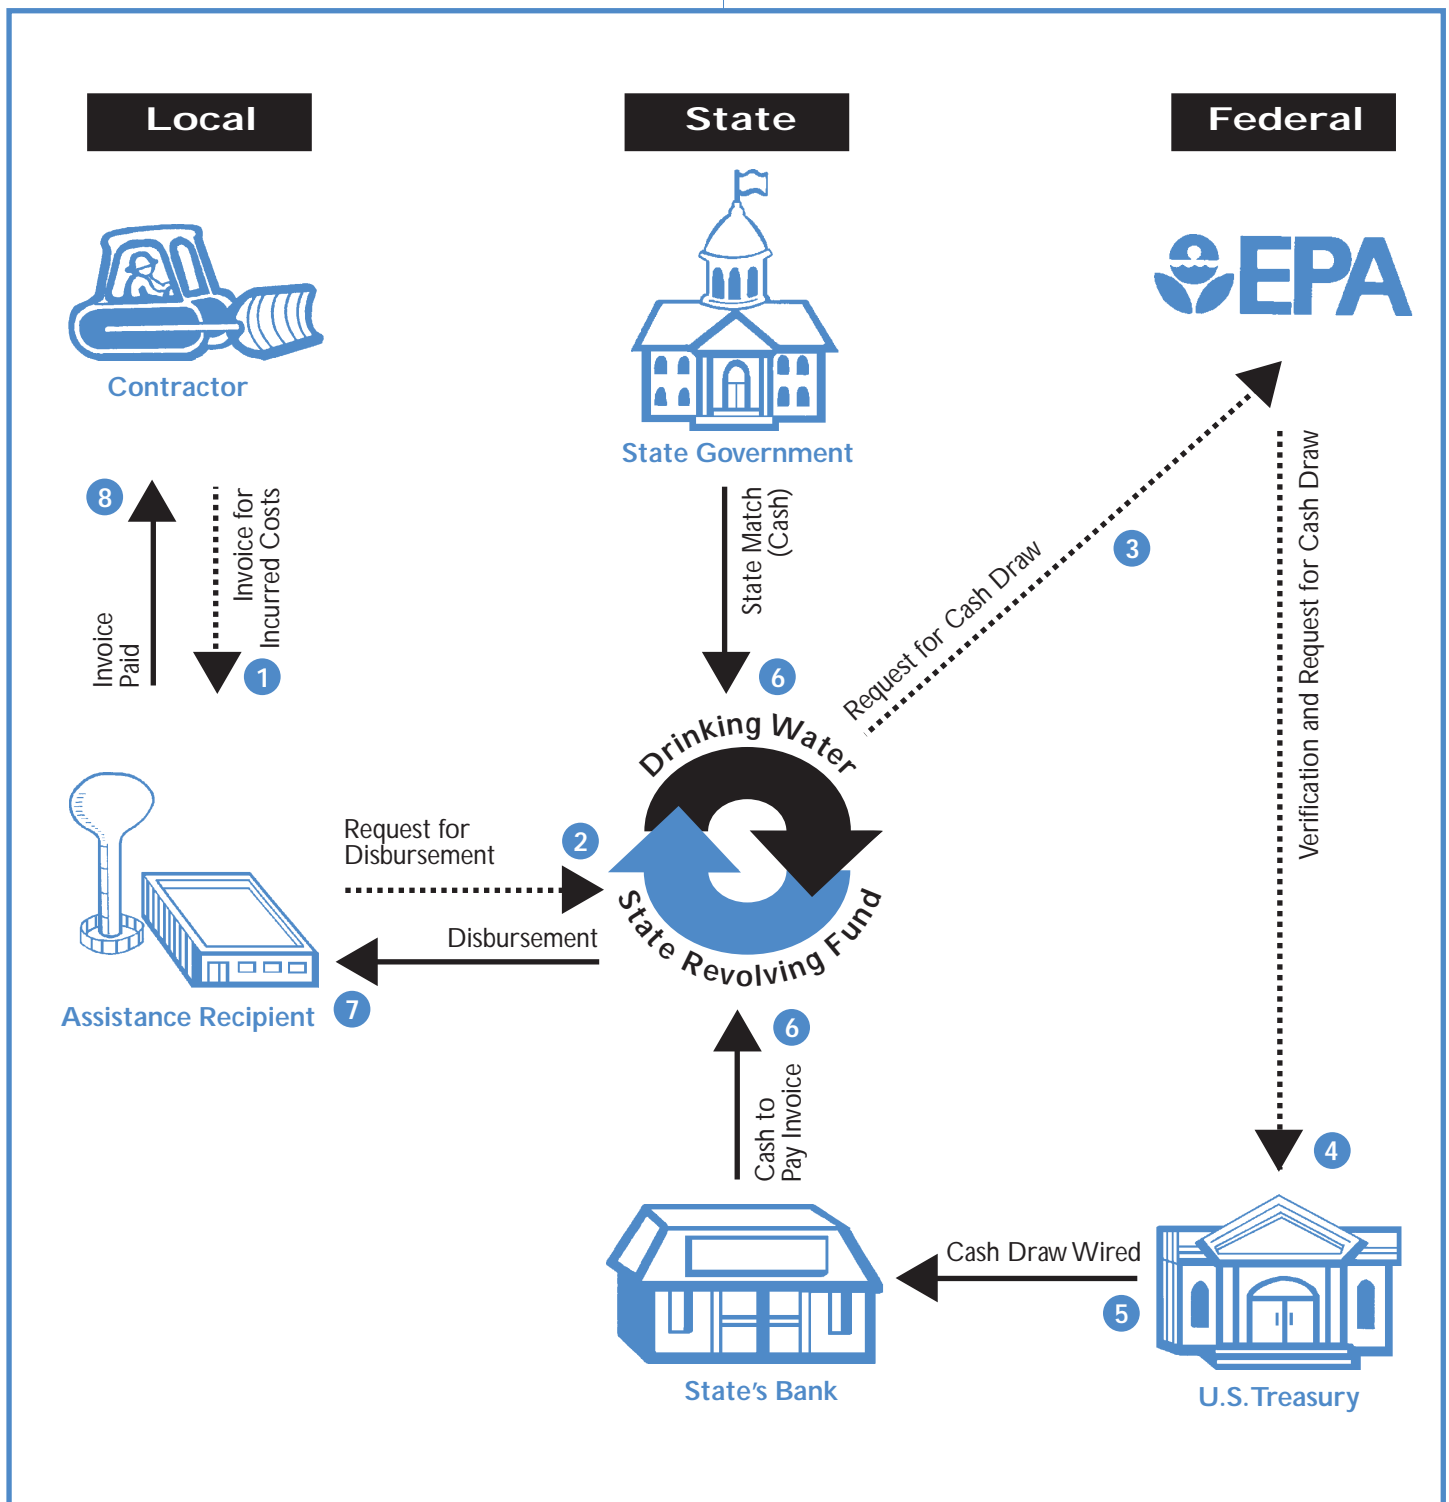 Local
State
Federal
EPA
Contractor
State Government
8
Invoice for
Incurred Costs
Invoice
Paid
1
State Match
(Cash)
6
Request for Cash Draw
3
Verification and Request for Cash Draw
Drinking Water
State Revolving Fund
Request for
Disbursement
2
Disbursement
Assistance Recipient
7
6
Cash to
Pay Invoice
4
Cash Draw Wired
5
State's Bank
U.S. Treasury